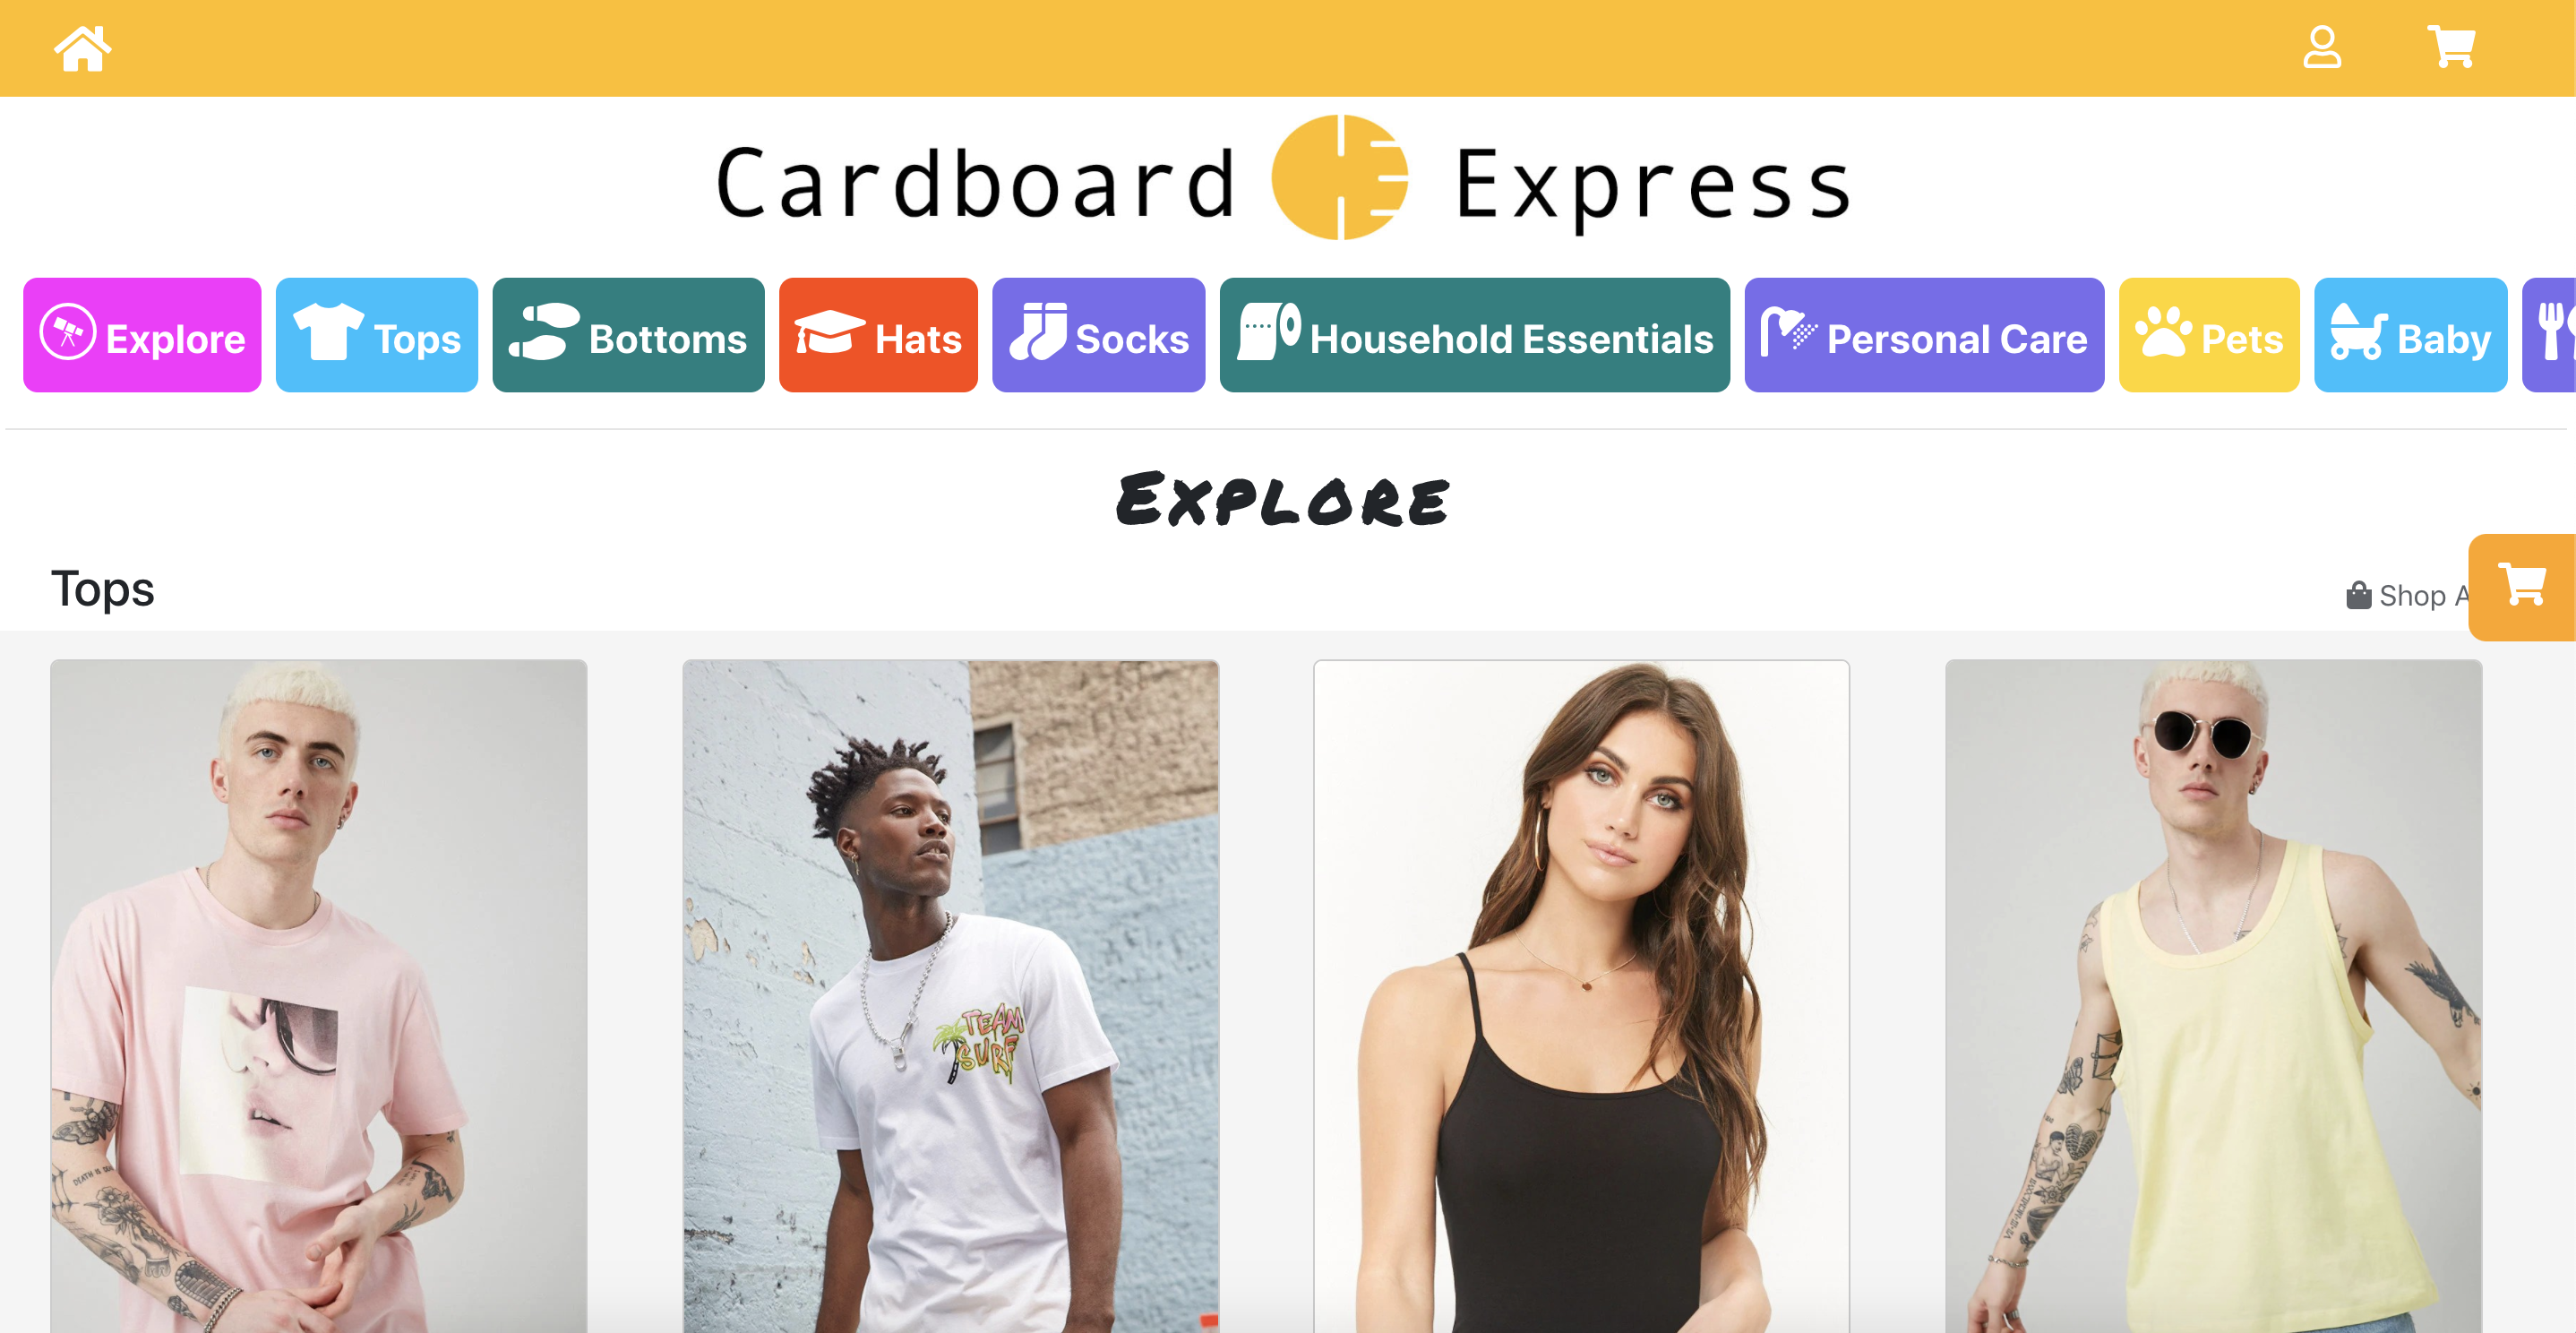 Cardboard Express
Explore
Tops
Bottoms
Hats
Socks
Household Essentials
Personal Care
Pets
Baby
EXPLORE
Tops
Shop A
TEAM
SURF